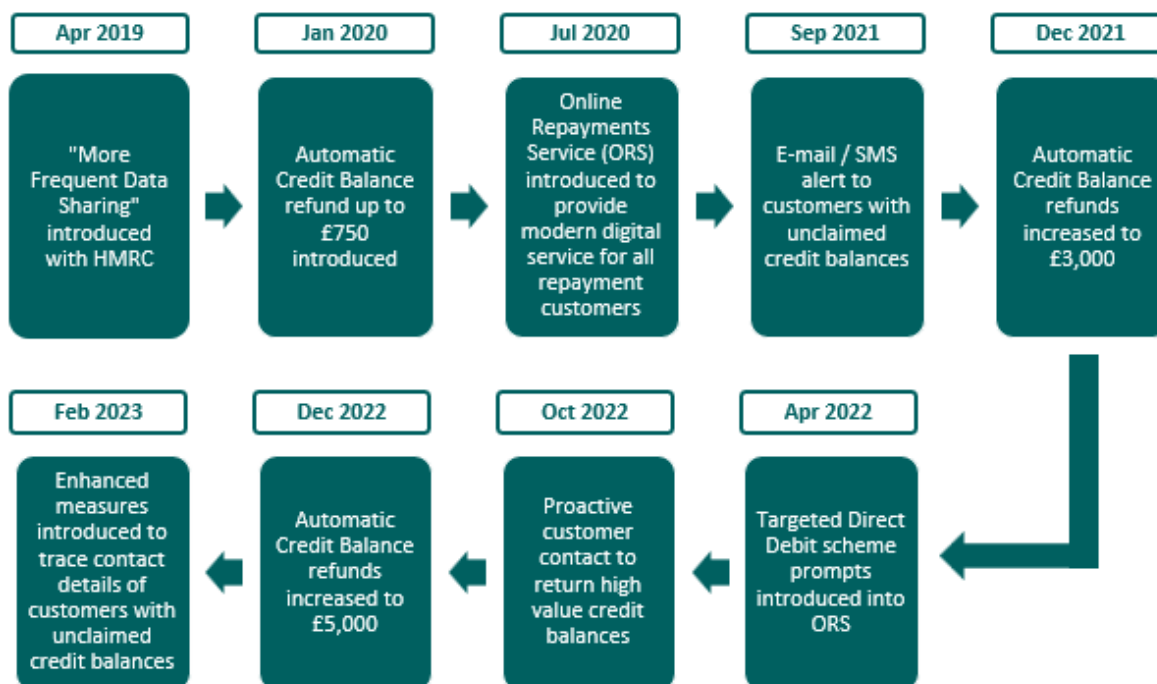 Apr 2019
Jan 2020
Jul 2020
Sep 2021
Dec 2021
"More
Frequent Data
Sharing"
introduced
with HMRC
Automatic
Credit Balance
refund up to
£750
introduced
Online
Repayments
Service (ORS)
introduced to
provide
modern digital
service for all
repayment
customers
E-mail / SMS
alert to
customers with
unclaimed
credit balances
Automatic
Credit Balance
refunds
increased to
£3,000
Feb 2023
Dec 2022
Oct 2022
Apr 2022
Enhanced
measures
introduced to
trace contact
details of
customers with
unclaimed
credit balances
Automatic
Credit Balance
refunds
increased to
£5,000
Proactive
customer
contact to
return high
value credit
balances
Targeted Direct
Debit scheme
prompts
introduced into
ORS